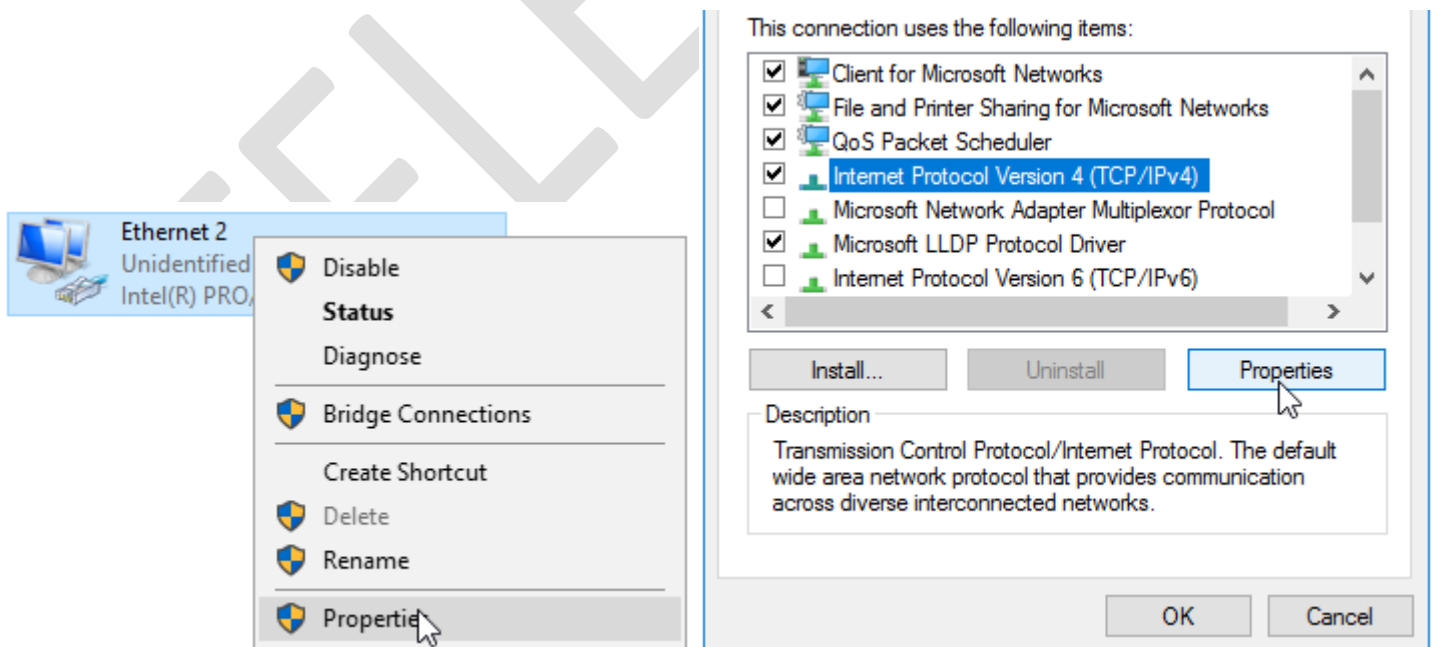 Ethernet 2
Unidentified
Intel(R) PRO/
Disable
Status
Diagnose
Bridge Connections
Create Shortcut
Delete
Rename
Properties
This connection uses the following items:
Client for Microsoft Networks
File and Printer Sharing for Microsoft Networks
QoS Packet Scheduler
Internet Protocol Version 4 (TCP/IPv4)
Microsoft Network Adapter Multiplexor Protocol
Microsoft LLDP Protocol Driver
Internet Protocol Version 6 (TCP/IPv6)
Install... Uninstall Properties
Description
Transmission Control Protocol/Internet Protocol. The default
wide area network protocol that provides communication
across diverse interconnected networks.
OK Cancel